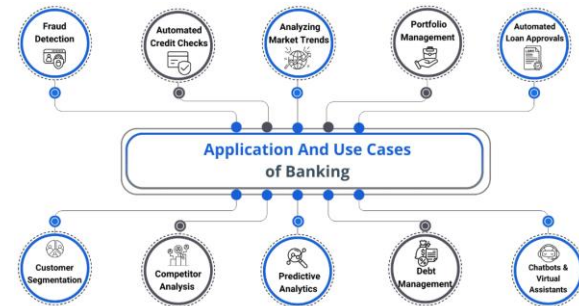 Fraud
Detection
Automated
Credit Checks
Analyzing
Market Trends
Portfolio
Management
Automated
Loan Approvals
Application And Use Cases
of Banking
Customer
Segmentation
Competitor
Analysis
Predictive
Analytics
Debt
Management
Chatbots &
Virtual
Assistants